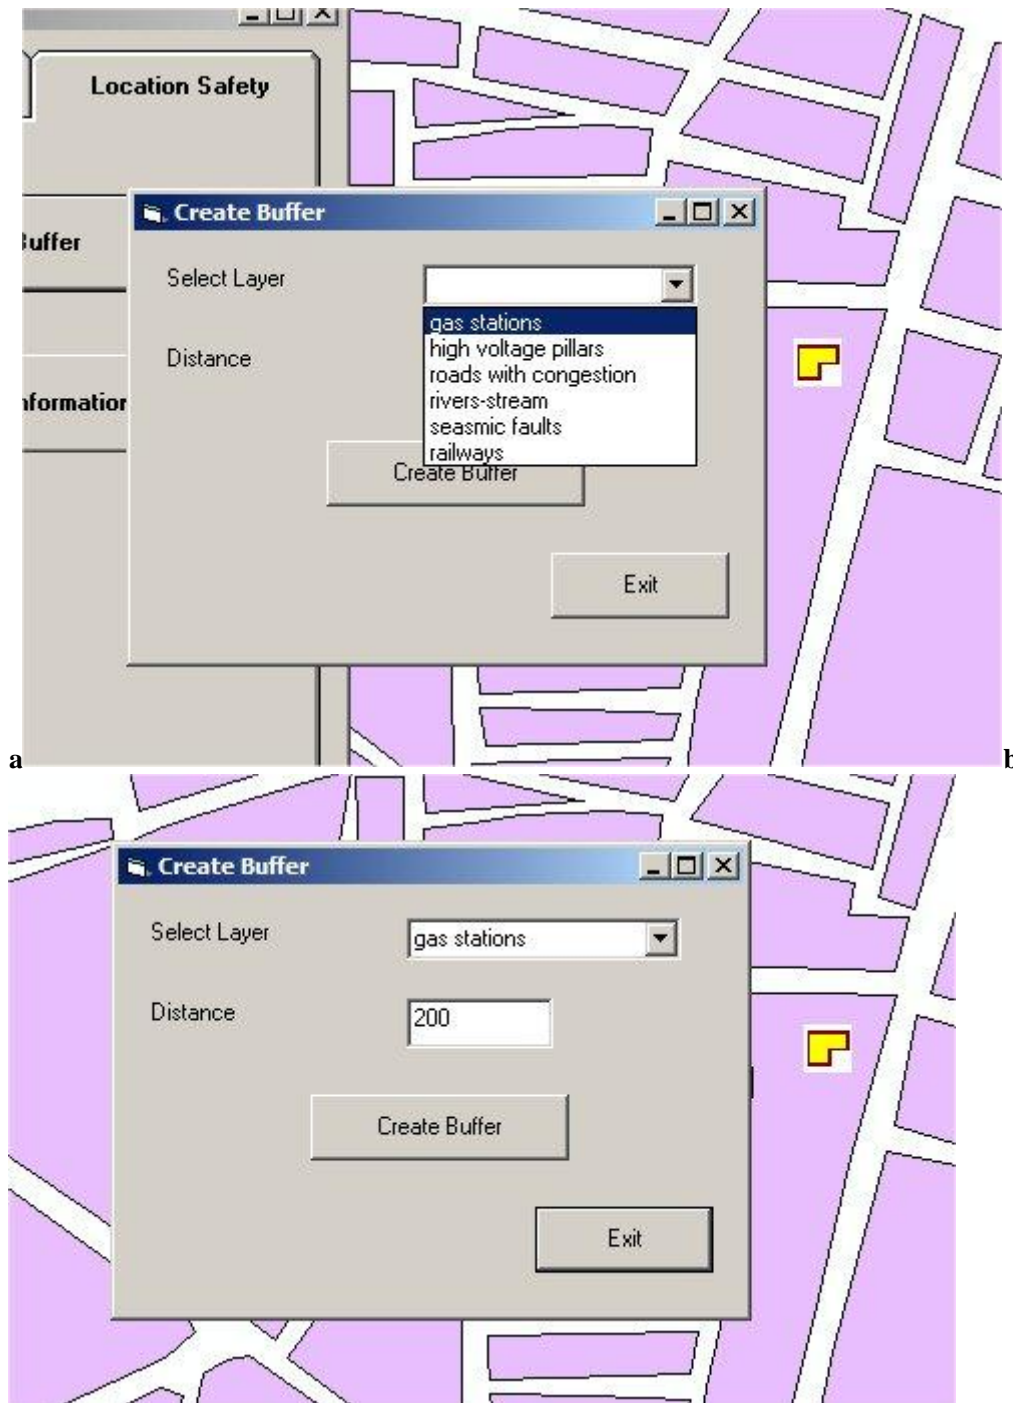 Location Safety
Create Buffer
Buffer
Select Layer
gas stations
high voltage pillars
Distance
roads with congestion
rivers-stream
seasmic faults
railways
Create Buffer
Exit
a
b
Create Buffer
Select Layer
gas stations
Distance
200
Create Buffer
Exit